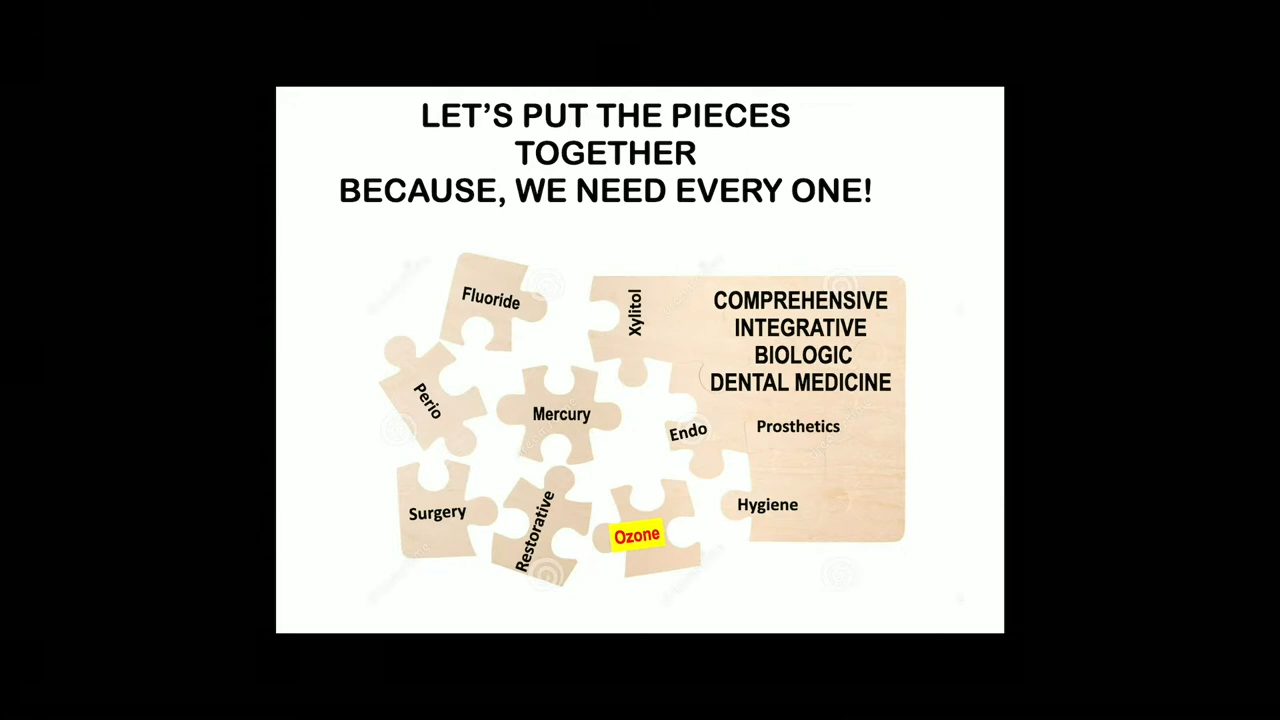 LET'S PUT THE PIECES
TOGETHER
BECAUSE, WE NEED EVERY ONE!
Fluoride
Xylitol
COMPREHENSIVE
INTEGRATIVE
BIOLOGIC
DENTAL MEDICINE
Perio
Mercury
Endo
Prosthetics
Surgery
Restorative
Ozone
Hygiene